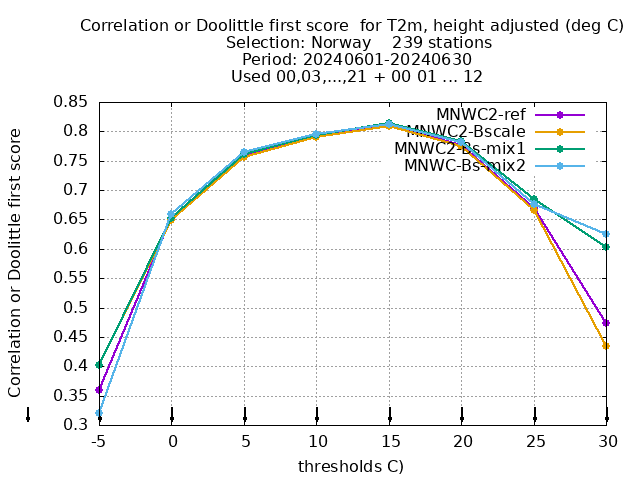 Correlation or Doolittle first score  for T2m, height adjusted (deg C)
Selection: Norway    239 stations
Period: 20240601-20240630
Used 00,03,...,21 + 00 01 ... 12
MNWC2-ref
MNWC2-Bscale
MNWC2-Bs-mix1
MNWC-Bs-mix2
Correlation or Doolittle first score
0.85
0.8
0.75
0.7
0.65
0.6
0.55
0.5
0.45
0.4
0.35
0.3
-5 0 5 10 15 20 25 30
thresholds C)